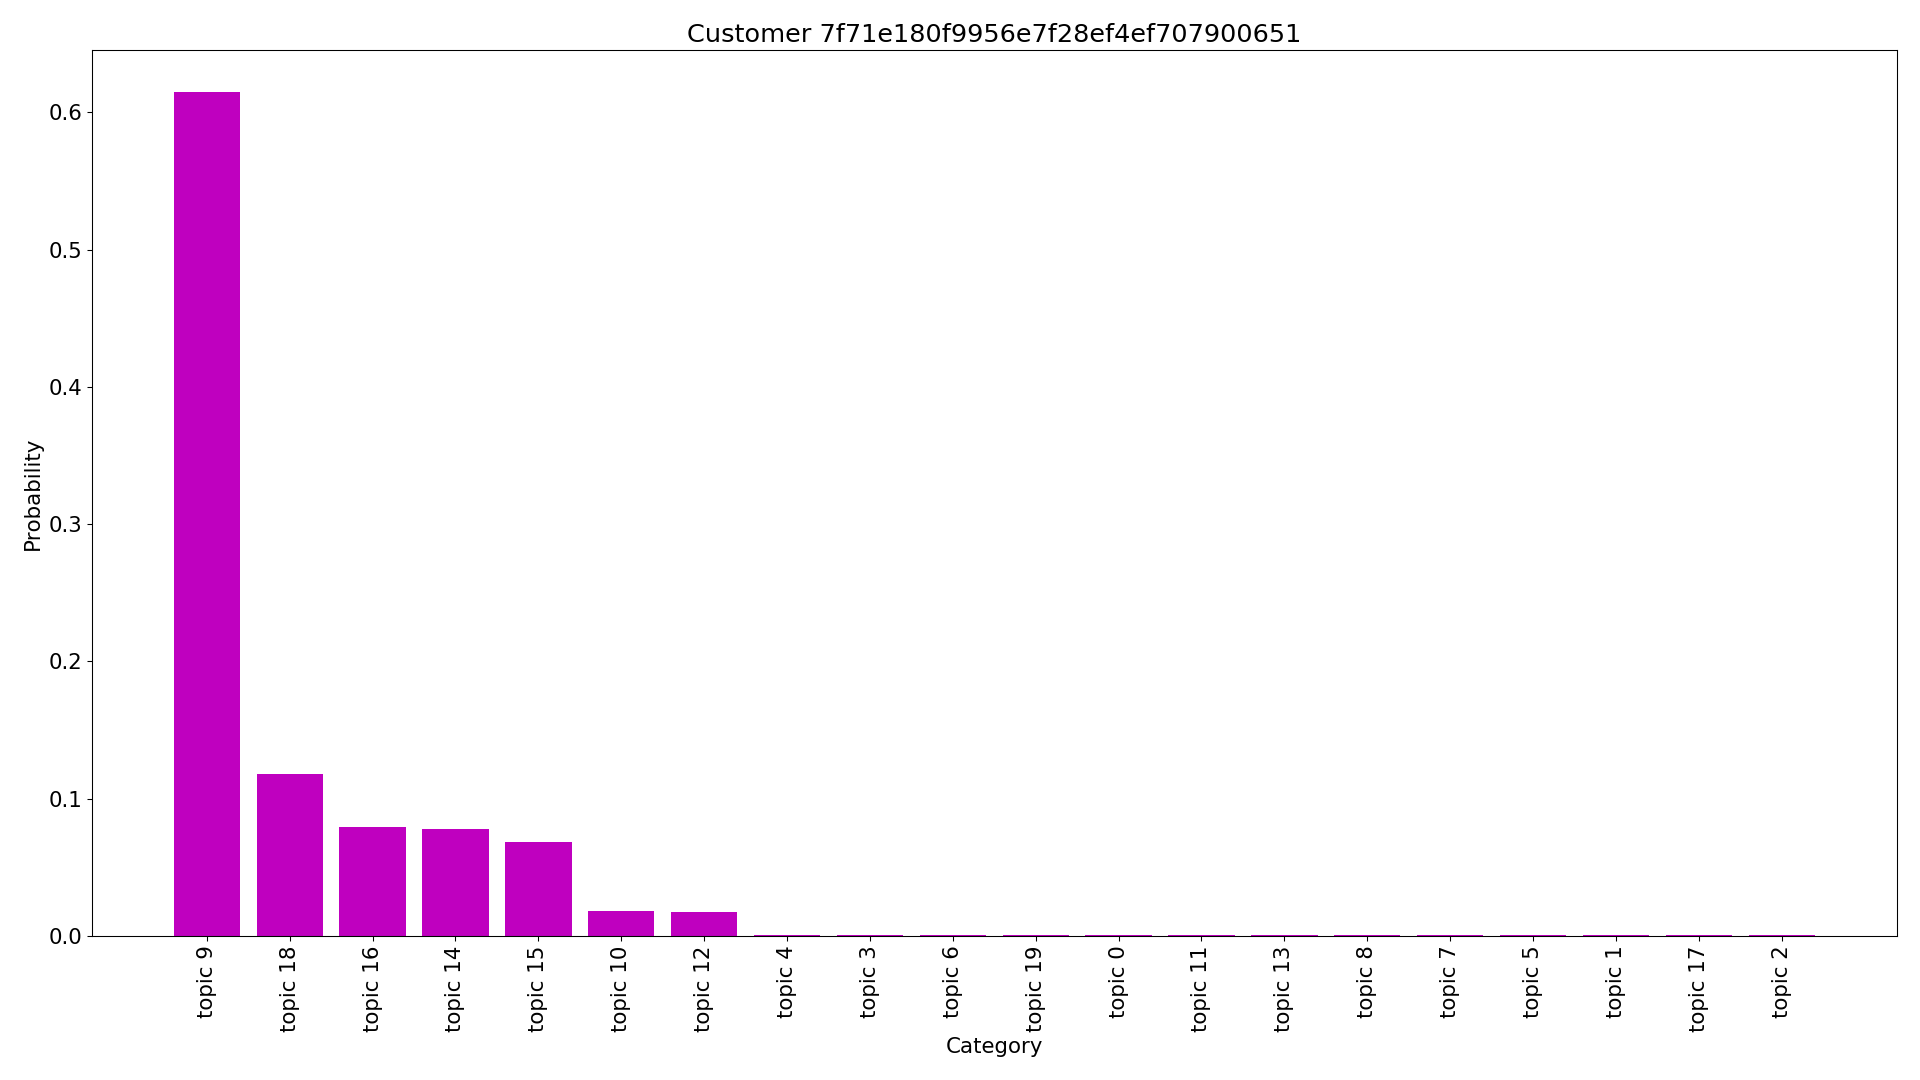 Customer 7f71e180f9956e7f28ef4ef707900651
Probability
0.6
0.5
0.4
0.3
0.2
0.1
0.0
topic 9
topic 18
topic 16
topic 14
topic 15
topic 10
topic 12
topic 4
topic 3
topic 6
topic 19
topic 0
topic 11
topic 13
topic 8
topic 7
topic 5
topic 1
topic 17
topic 2
Category